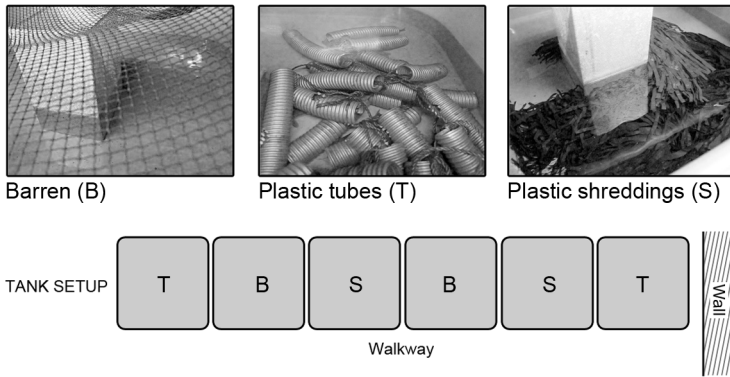 Barren (B)
Plastic tubes (T)
Plastic shreddings (S)
TANK SETUP
T
B
S
B
S
T
Wall
Walkway